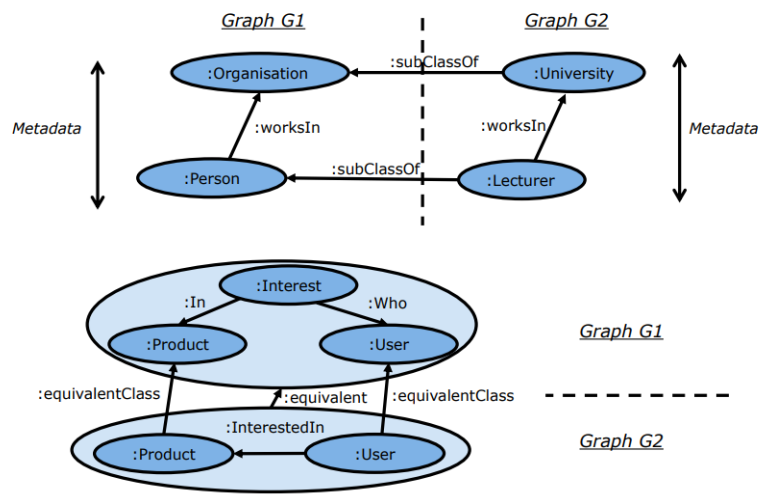 Graph G1
Graph G2
:Organisation
:subClassOf
:University
Metadata
:worksIn
:worksIn
Metadata
:Person
:subClassOf
:Lecturer
:Interest
:In
:Who
:Product
:User
Graph G1
:equivalentClass
:equivalent
:equivalentClass
:InterestedIn
:Product
:User
Graph G2